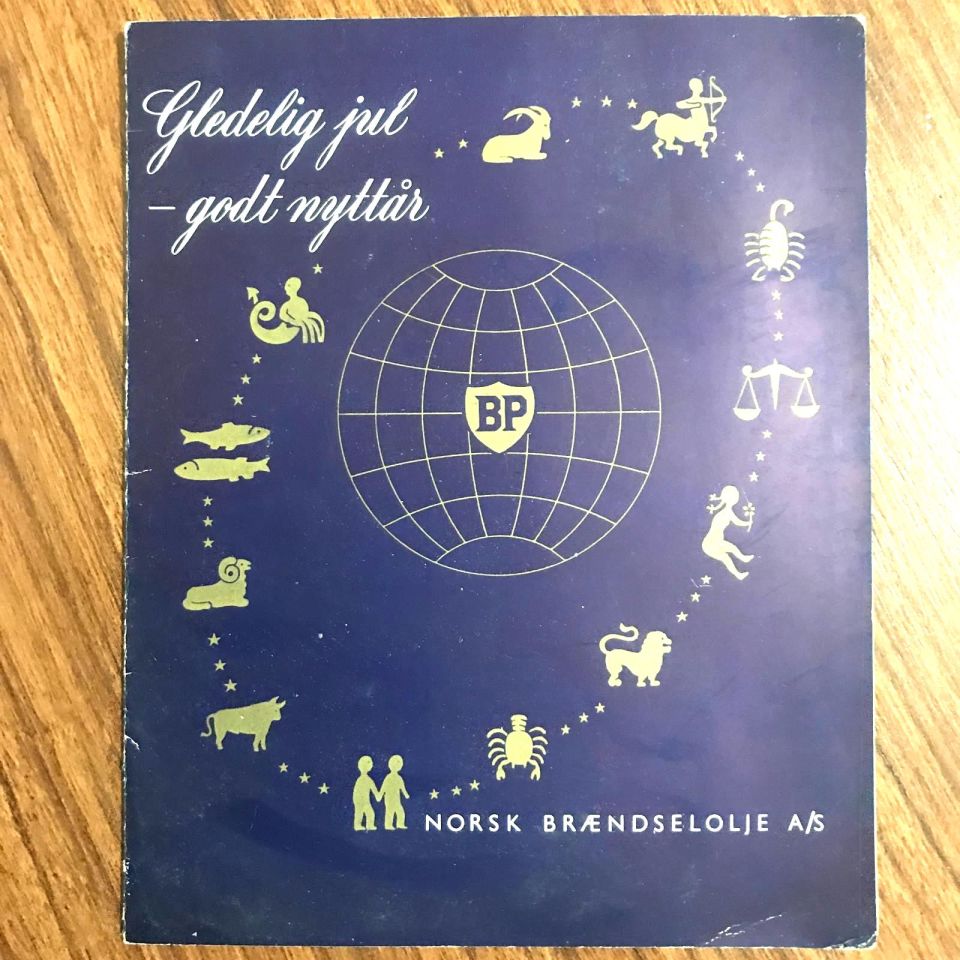 Gledelig jul
– godt nyttår
BP
NORSK BRÆNDSELOLJE A/S